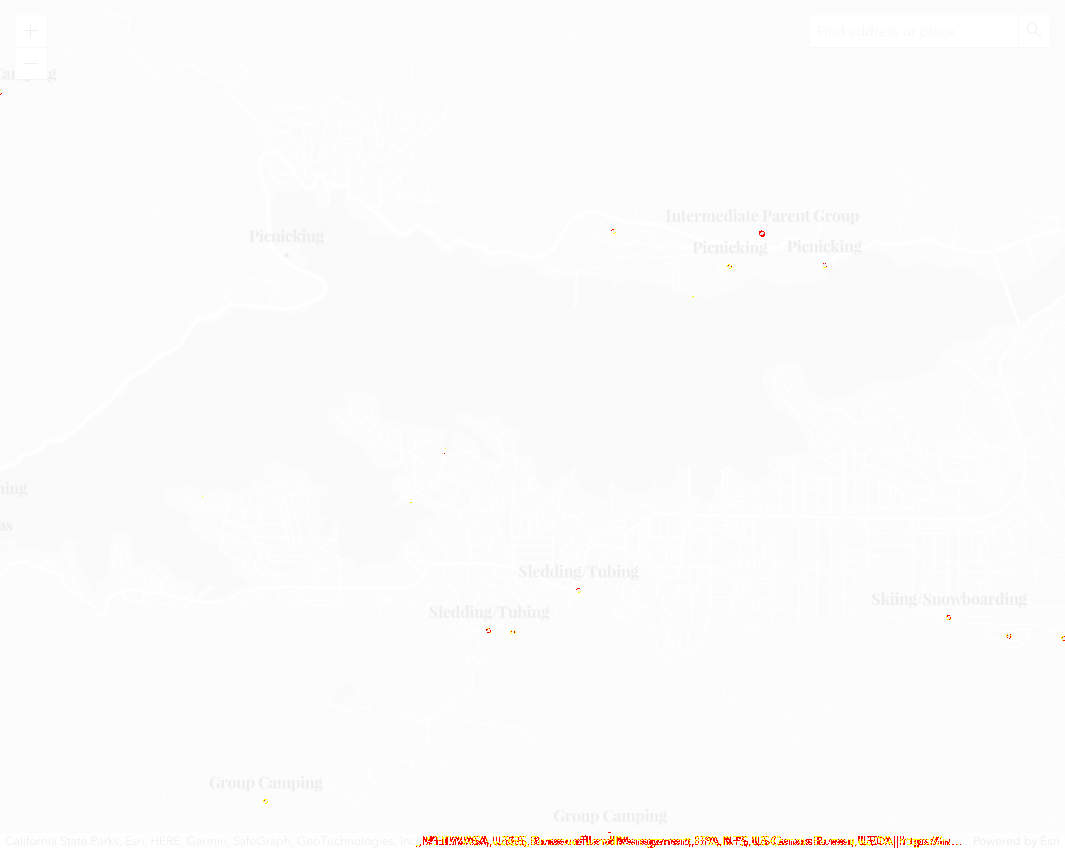 Find address or place
Intermediate Parent Group
Picnicking
Picnicking
Picnicking
Sledding/Tubing
Skiing/Snowboarding
Sledding/Tubing
Group Camping
Group Camping
California State Parks, Esri, HERE, Garmin, SafeGraph, GeoTechnologies, Powered by Esri